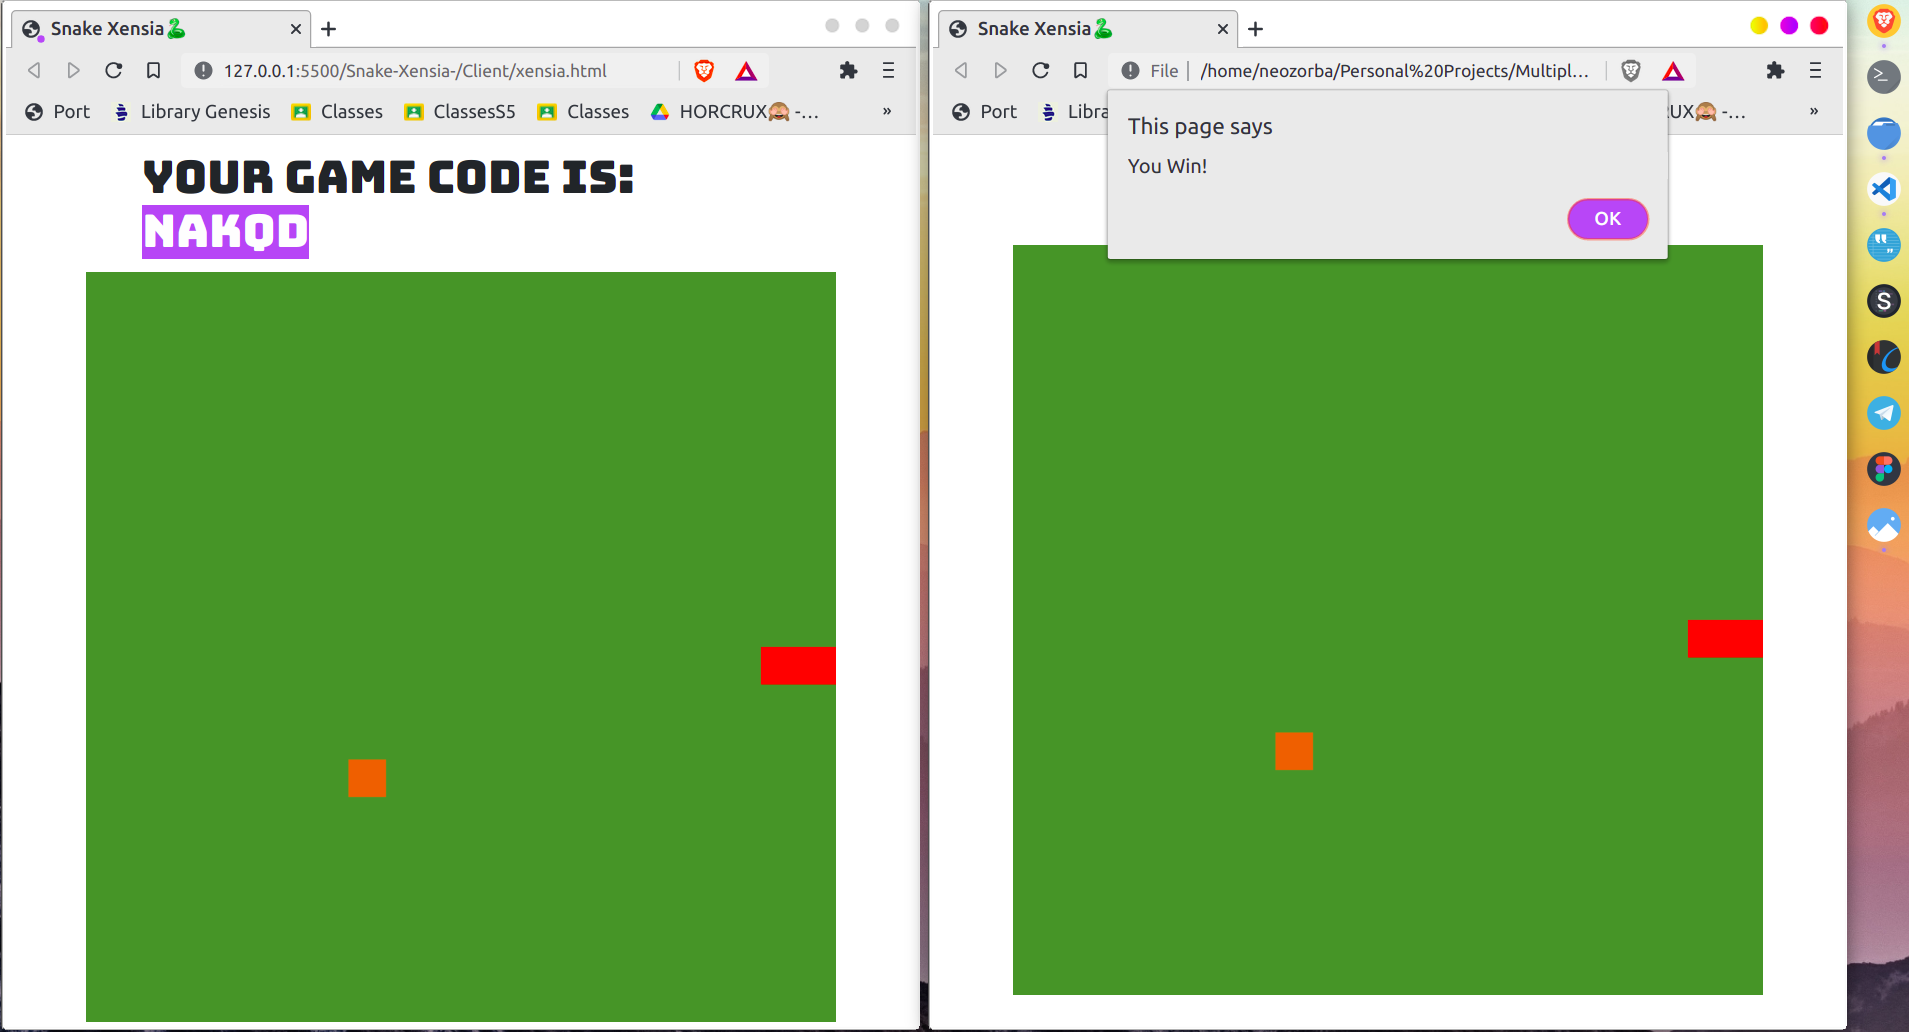 Snake Xensia🐍
127.0.0.1:5500/Snake-Xensia-/Client/xensia.html
Port Library Genesis Classes ClassesS5 Classes HORCRUX🙈 -... »
YOUR GAME CODE IS:
NAKQD
Snake Xensia🐍
File | /home/neozorba/Personal%20Projects/Multipl...
Port Libra UX🙈 -... »
This page says
You Win!
OK
S